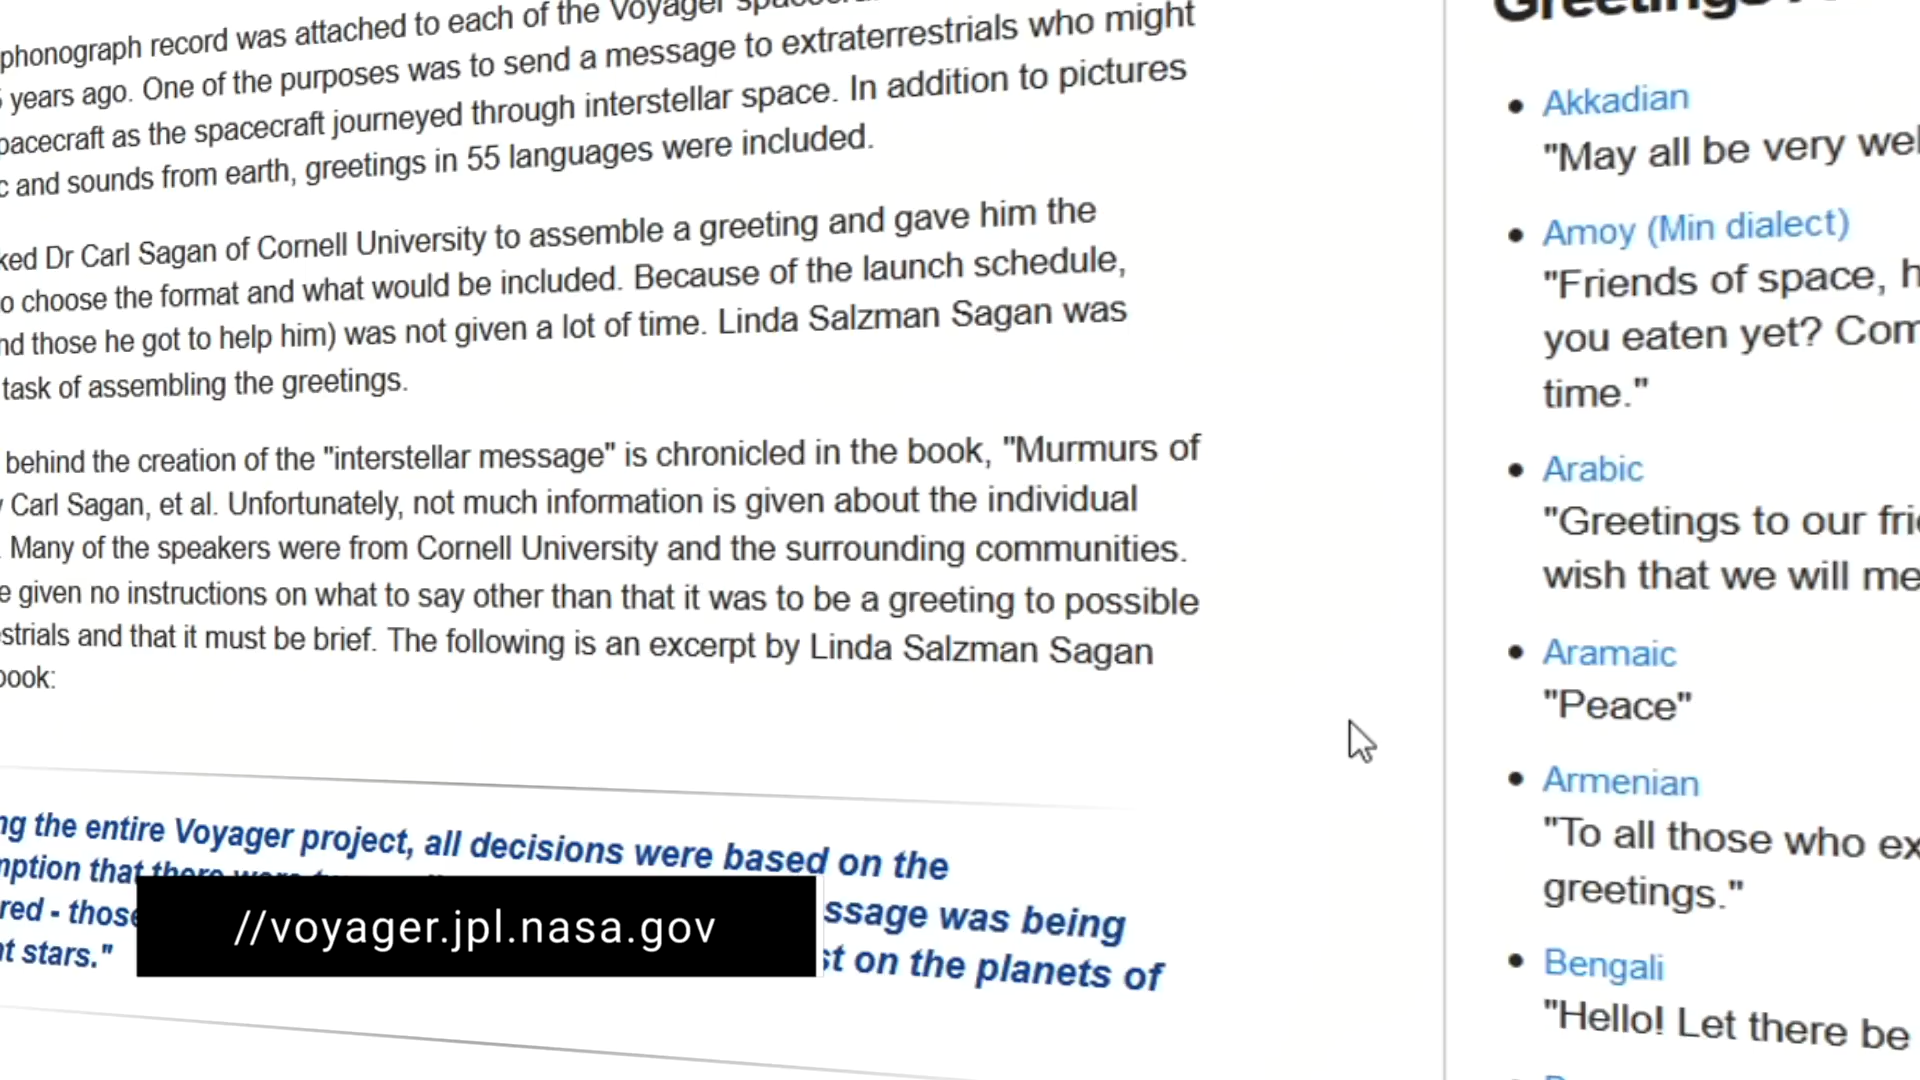 phonograph record was attached to each of the Voyager
years ago. One of the purposes was to send a message to extraterrestrials who might
spacecraft as the spacecraft journeyed through interstellar space. In addition to pictures
c and sounds from earth, greetings in 55 languages were included.
ked Dr Carl Sagan of Cornell University to assemble a greeting and gave him the
o choose the format and what would be included. Because of the launch schedule,
nd those he got to help him) was not given a lot of time. Linda Salzman Sagan was
task of assembling the greetings.
behind the creation of the "interstellar message" is chronicled in the book, "Murmurs of
Carl Sagan, et al. Unfortunately, not much information is given about the individual
. Many of the speakers were from Cornell University and the surrounding communities.
e given no instructions on what to say other than that it was to be a greeting to possible
strials and that it must be brief. The following is an excerpt by Linda Salzman Sagan
book:
ng the entire Voyager project, all decisions were based on the
mption that there were
red - those ssage was being
t stars." st on the planets of
//voyager.jpl.nasa.gov
Greetings
Akkadian
"May all be very wel
Amoy (Min dialect)
"Friends of space, h
you eaten yet? Com
time."
Arabic
"Greetings to our frie
wish that we will me
Aramaic
"Peace"
Armenian
"To all those who ex
greetings."
Bengali
"Hello! Let there be